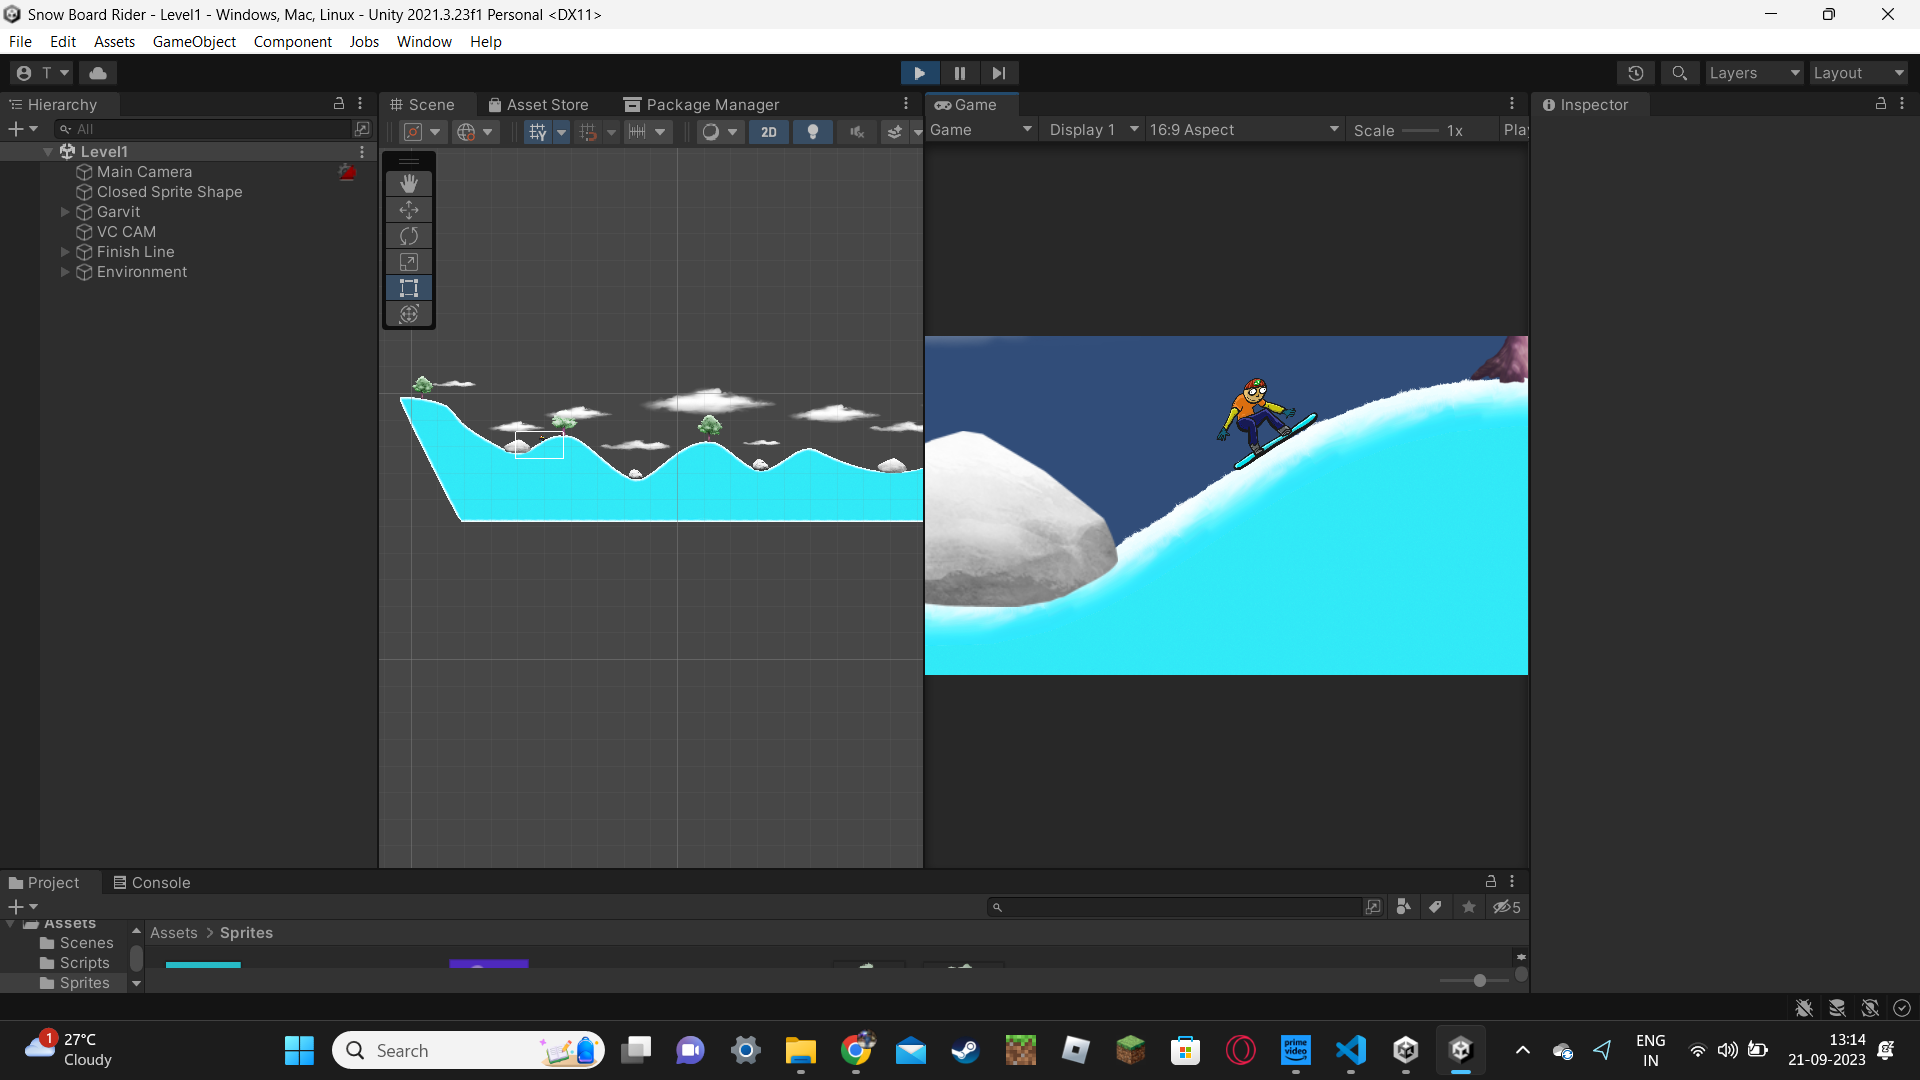 Snow Board Rider - Level1 - Windows, Mac, Linux - Unity 2021.3.23f1 Personal <DX11>
File Edit Assets GameObject Component Jobs Window Help
T Layers Layout
Hierarchy
All
Level1
Main Camera
Closed Sprite Shape
Garvit
VC CAM
Finish Line
Environment
Scene Asset Store Package Manager
2D
Game
Game Display 1 16:9 Aspect Scale 1x Play
Inspector
Project Console
5
Assets
Scenes
Scripts
Sprites
Assets > Sprites
1
27°C
Cloudy
Search
prime video
ENG
IN
13:14
21-09-2023